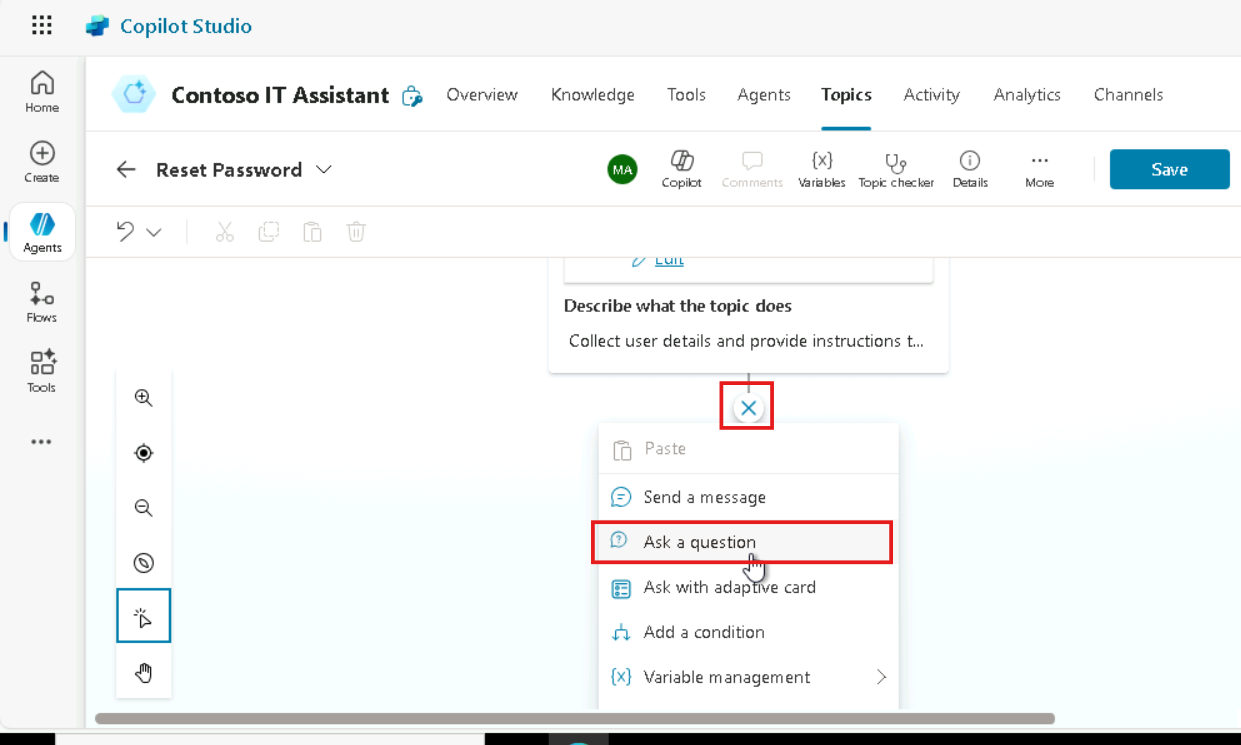 Copilot Studio
Home
Create
Agents
Flows
Tools
Contoso IT Assistant
Overview
Knowledge
Tools
Agents
Topics
Activity
Analytics
Channels
Reset Password
MA
Copilot
Comments
{x}
Variables
Topic checker
Details
More
Save
Edit
Describe what the topic does
Collect user details and provide instructions t...
Paste
Send a message
Ask a question
Ask with adaptive card
Add a condition
{x} Variable management